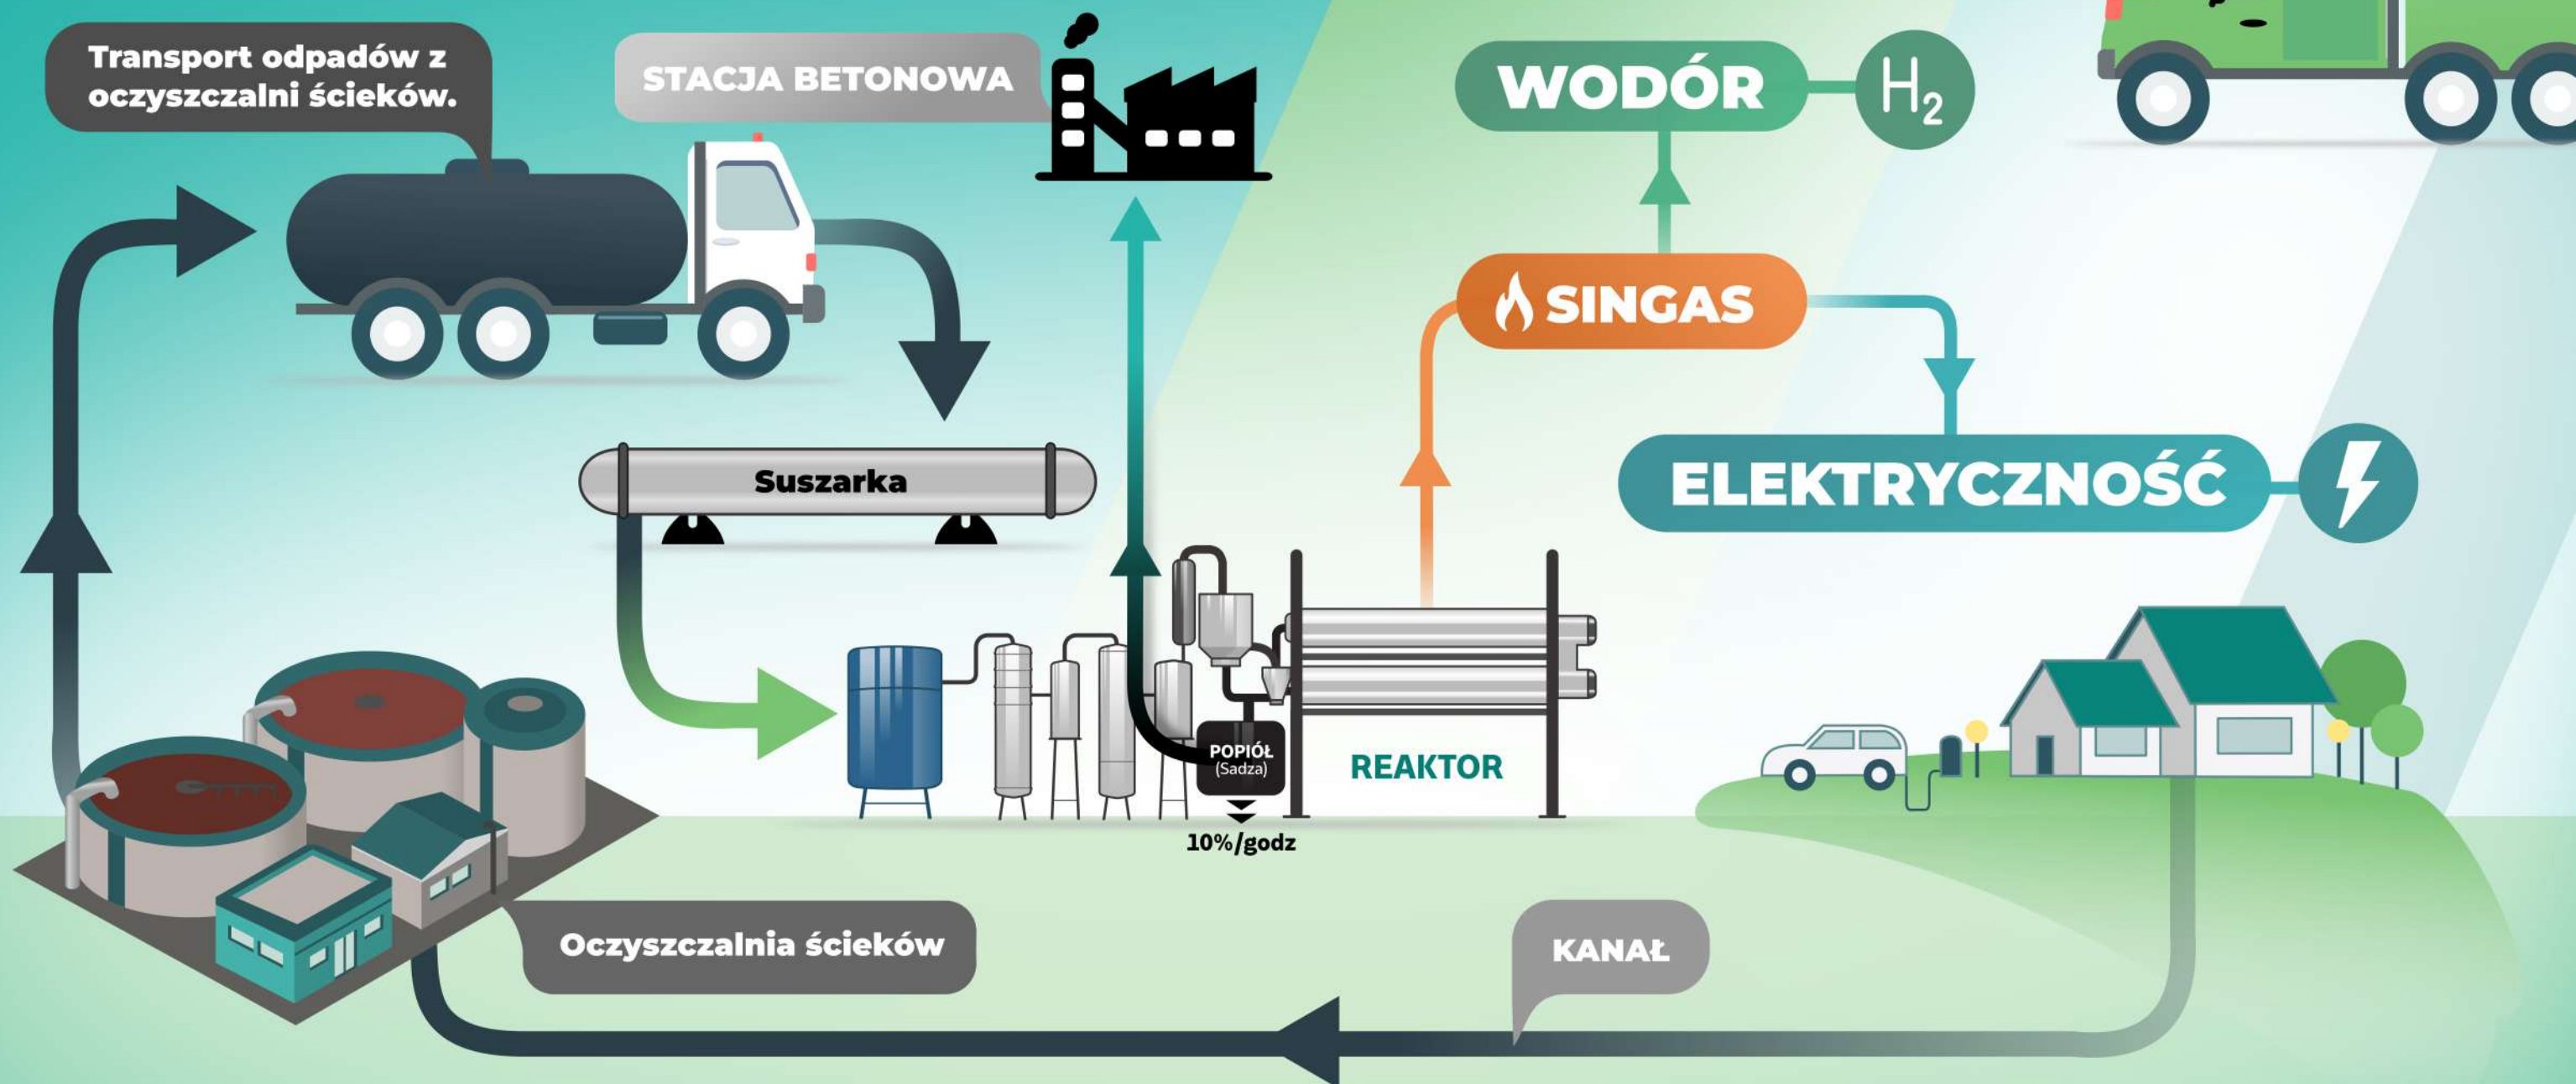 Transport odpadów z
oczyszczalni ścieków.
STACJA BETONOWA
WODÓR
H₂
SINGAS
ELEKTRYCZNOŚĆ
Suszarka
POPIÓŁ
(Sadza)
10%/godz
REAKTOR
Oczyszczalnia ścieków
KANAŁ